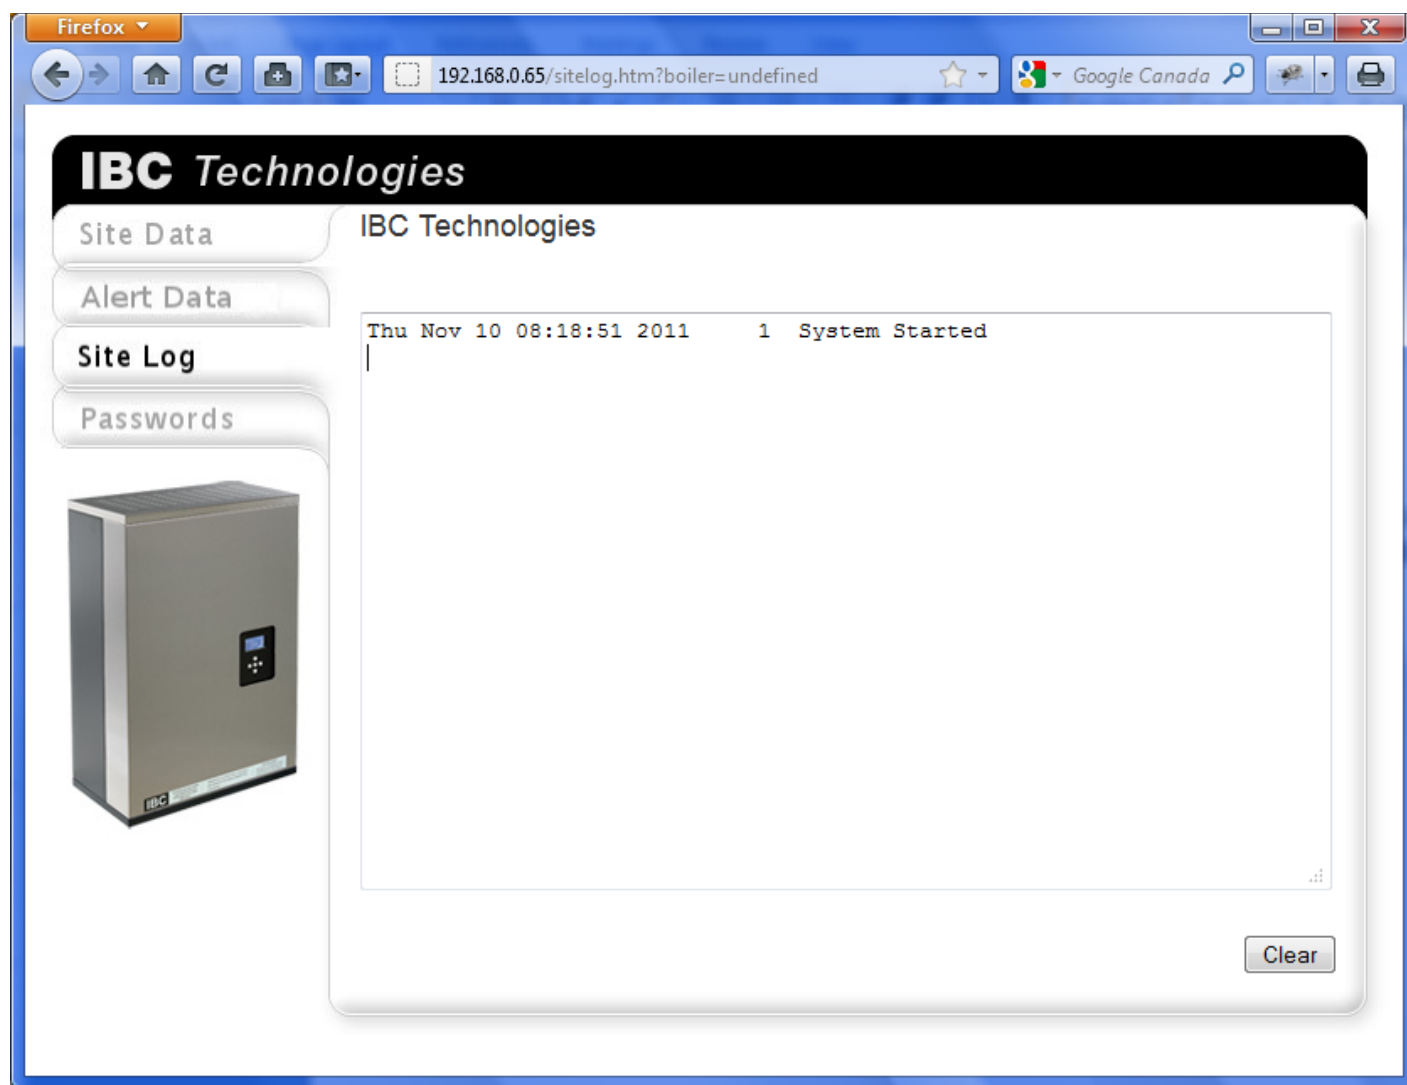 Firefox
192.168.0.65/sitelog.htm?boiler=undefined
Google Canada
IBC Technologies
Site Data
IBC Technologies
Alert Data
Thu Nov 10 08:18:51 2011 1 System Started
Site Log
Passwords
IBC
Clear